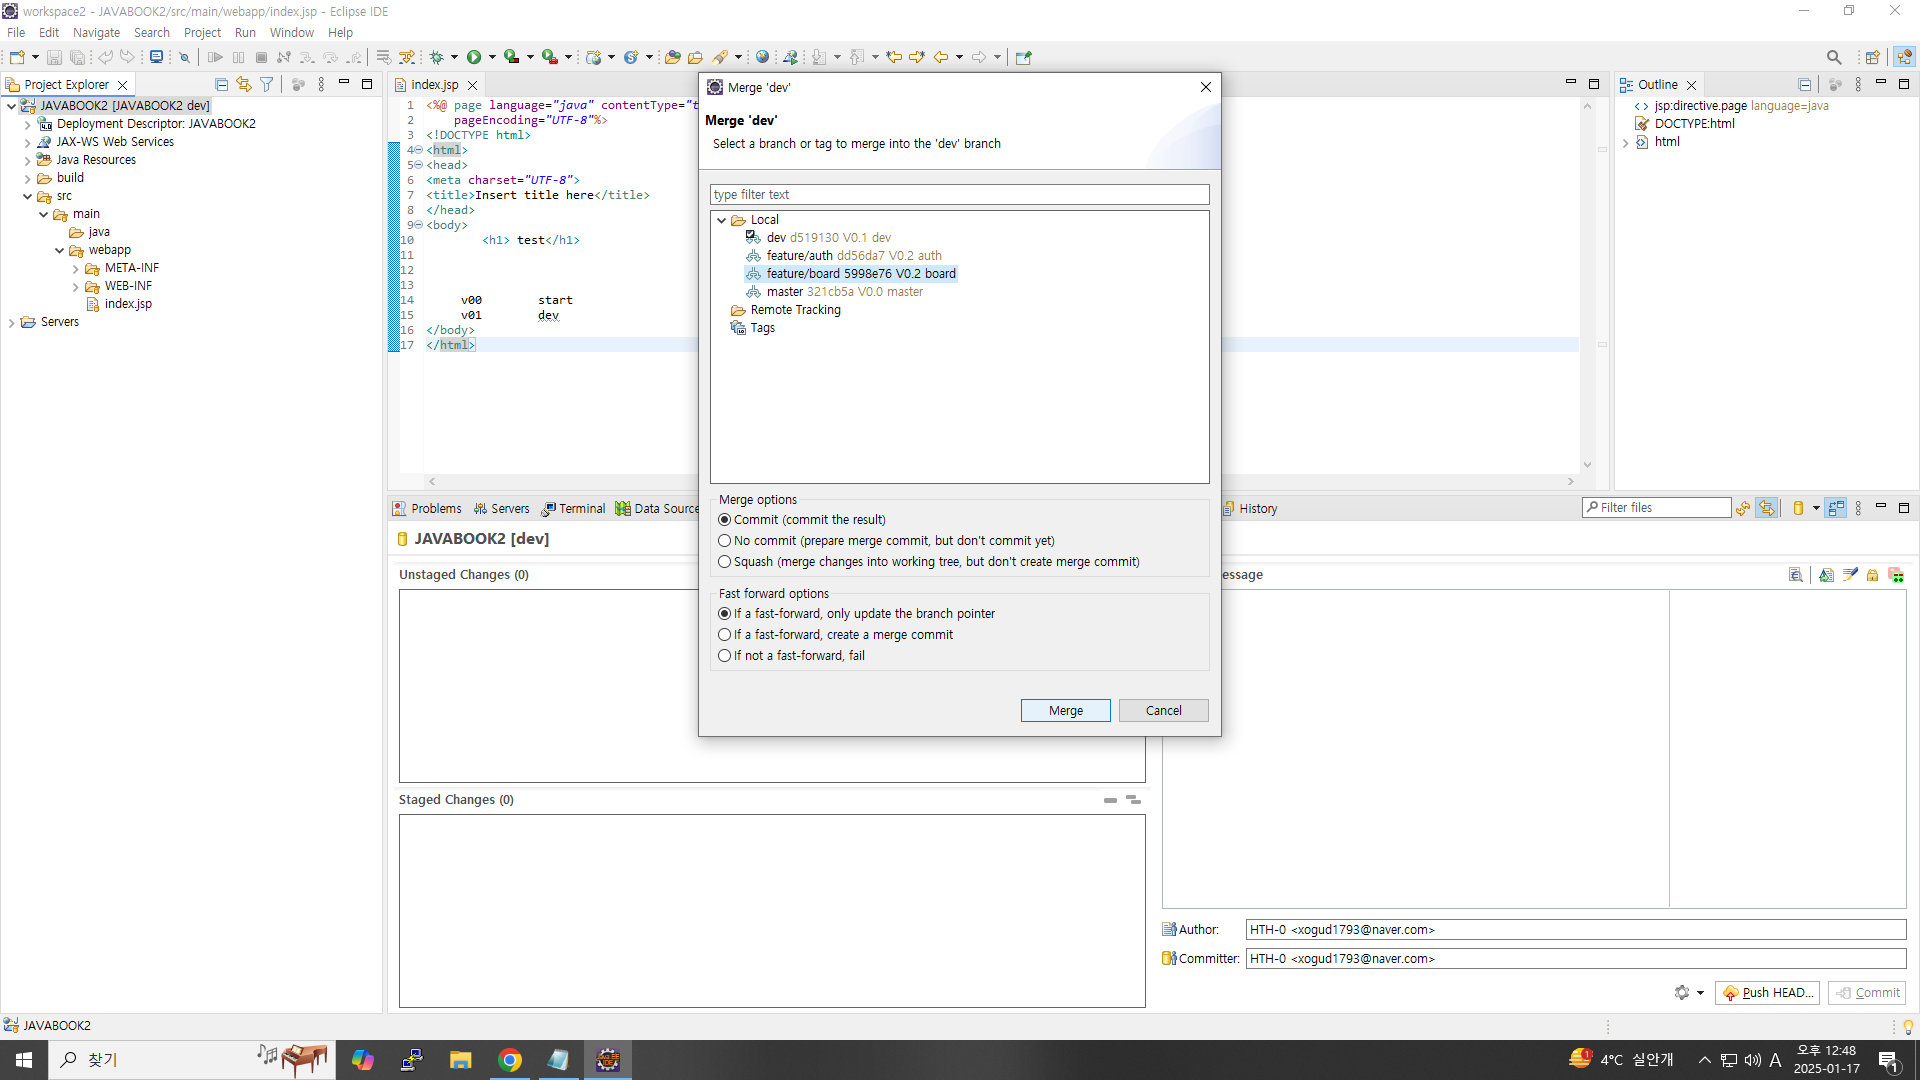 workspace2 - JAVABOOK2/src/main/webapp/index.jsp - Eclipse IDE
File Edit Navigate Search Project Run Window Help
Project Explorer
JAVABOOK2 [JAVABOOK2 dev]
Deployment Descriptor: JAVABOOK2
JAX-WS Web Services
Java Resources
build
src
main
java
webapp
META-INF
WEB-INF
index.jsp
Servers
index.jsp
1 <%@ page language="java" contentType="t
2 pageEncoding="UTF-8"%>
3 <!DOCTYPE html>
4 <html>
5 <head>
6 <meta charset="UTF-8">
7 <title>Insert title here</title>
8 </head>
9 <body>
10 <h1> test</h1>
11
12
13
14 v00 start
15 v01 dev
16 </body>
17 </html>
Merge 'dev'
Merge 'dev'
Select a branch or tag to merge into the 'dev' branch
type filter text
Local
dev d519130 V0.1 dev
feature/auth dd56da7 V0.2 auth
feature/board 5998e76 V0.2 board
master 321cb5a V0.0 master
Remote Tracking
Tags
Merge options
Commit (commit the result)
No commit (prepare merge commit, but don't commit yet)
Squash (merge changes into working tree, but don't create merge commit)
Fast forward options
If a fast-forward, only update the branch pointer
If a fast-forward, create a merge commit
If not a fast-forward, fail
Merge Cancel
Outline
jsp:directive.page language=java
DOCTYPE:html
html
Problems Servers Terminal Data Source
History
Filter files
JAVABOOK2 [dev]
Unstaged Changes (0)
Staged Changes (0)
essage
Author: HTH-0 <xogud1793@naver.com>
Committer: HTH-0 <xogud1793@naver.com>
Push HEAD... Commit
JAVABOOK2
찾기
1
4°C 실안개
A
오후 12:48
2025-01-17
1